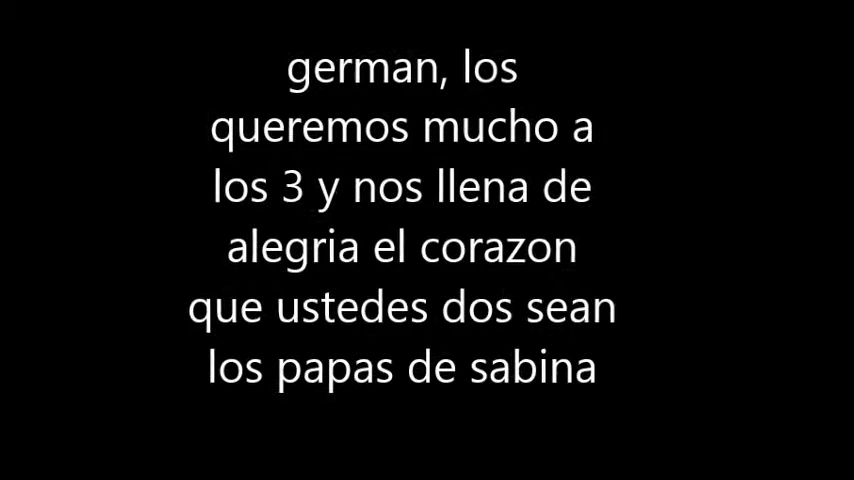 german, los
queremos mucho a
los 3 y nos llena de
alegria el corazon
que ustedes dos sean
los papas de sabina